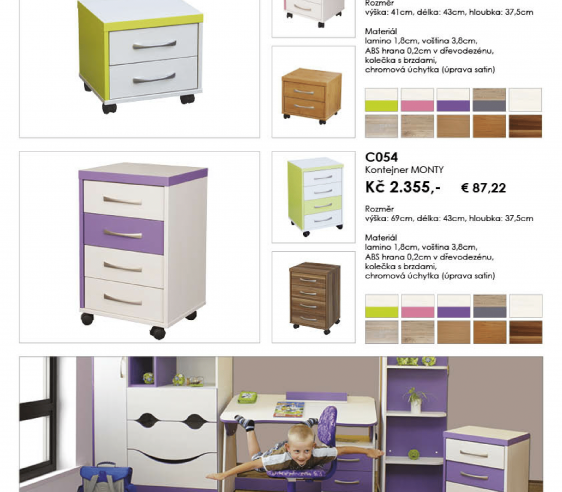 Rozměr
výška: 41cm, délka: 43cm, hloubka: 37,5cm
Materiál
lamino 1,8cm, voština 3,8cm,
ABS hrana 0,2cm v dřevodezénu,
kolečka s brzdami,
chromová úchytka (úprava satin)
C054
Kontejner MONTY
Kč 2.355,- € 87,22
Rozměr
výška: 69cm, délka: 43cm, hloubka: 37,5cm
Materiál
lamino 1,8cm, voština 3,8cm,
ABS hrana 0,2cm v dřevodezénu,
kolečka s brzdami,
chromová úchytka (úprava satin)